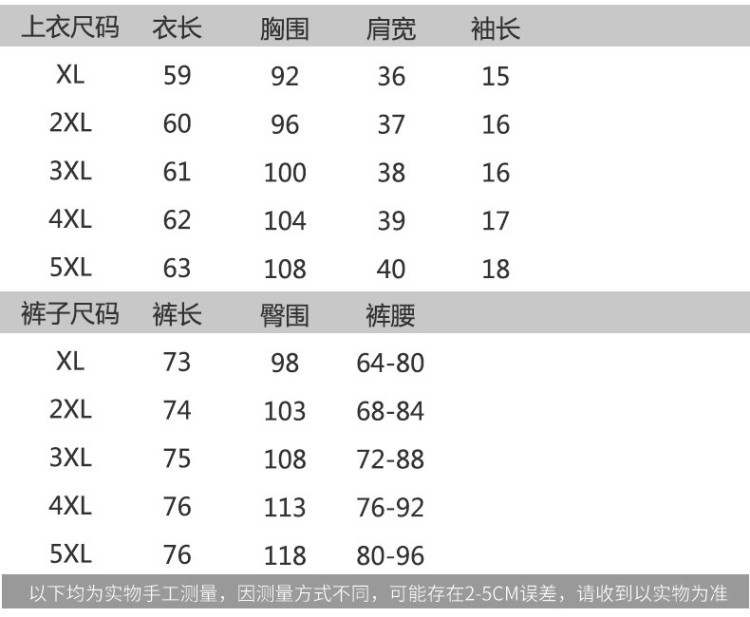 上衣尺码 衣长 胸围 肩宽 袖长
XL 59 92 36 15
2XL 60 96 37 16
3XL 61 100 38 16
4XL 62 104 39 17
5XL 63 108 40 18
裤子尺码 裤长 臀围 裤腰
XL 73 98 64-80
2XL 74 103 68-84
3XL 75 108 72-88
4XL 76 113 76-92
5XL 76 118 80-96
以下均为实物手工测量，因测量方式不同，可能存在2-5CM误差，请收到以实物为准